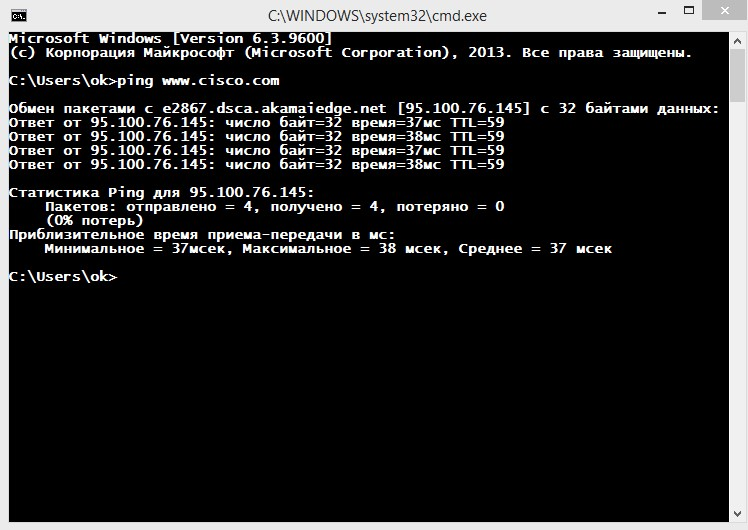 C:\WINDOWS\system32\cmd.exe
Microsoft Windows [Version 6.3.9600]
(c) Корпорация Майкрософт (Microsoft Corporation), 2013. Все права защищены.
C:\Users\ok>ping www.cisco.com
Обмен пакетами с e2867.dsca.akamaiedge.net [95.100.76.145] с 32 байтами данных:
Ответ от 95.100.76.145: число байт=32 время=37мс TTL=59
Ответ от 95.100.76.145: число байт=32 время=38мс TTL=59
Ответ от 95.100.76.145: число байт=32 время=37мс TTL=59
Ответ от 95.100.76.145: число байт=32 время=38мс TTL=59
Статистика Ping для 95.100.76.145:
Пакетов: отправлено = 4, получено = 4, потеряно = 0
(0% потерь)
Приблизительное время приема-передачи в мс:
Минимальное = 37мсек, Максимальное = 38 мсек, Среднее = 37 мсек
C:\Users\ok>